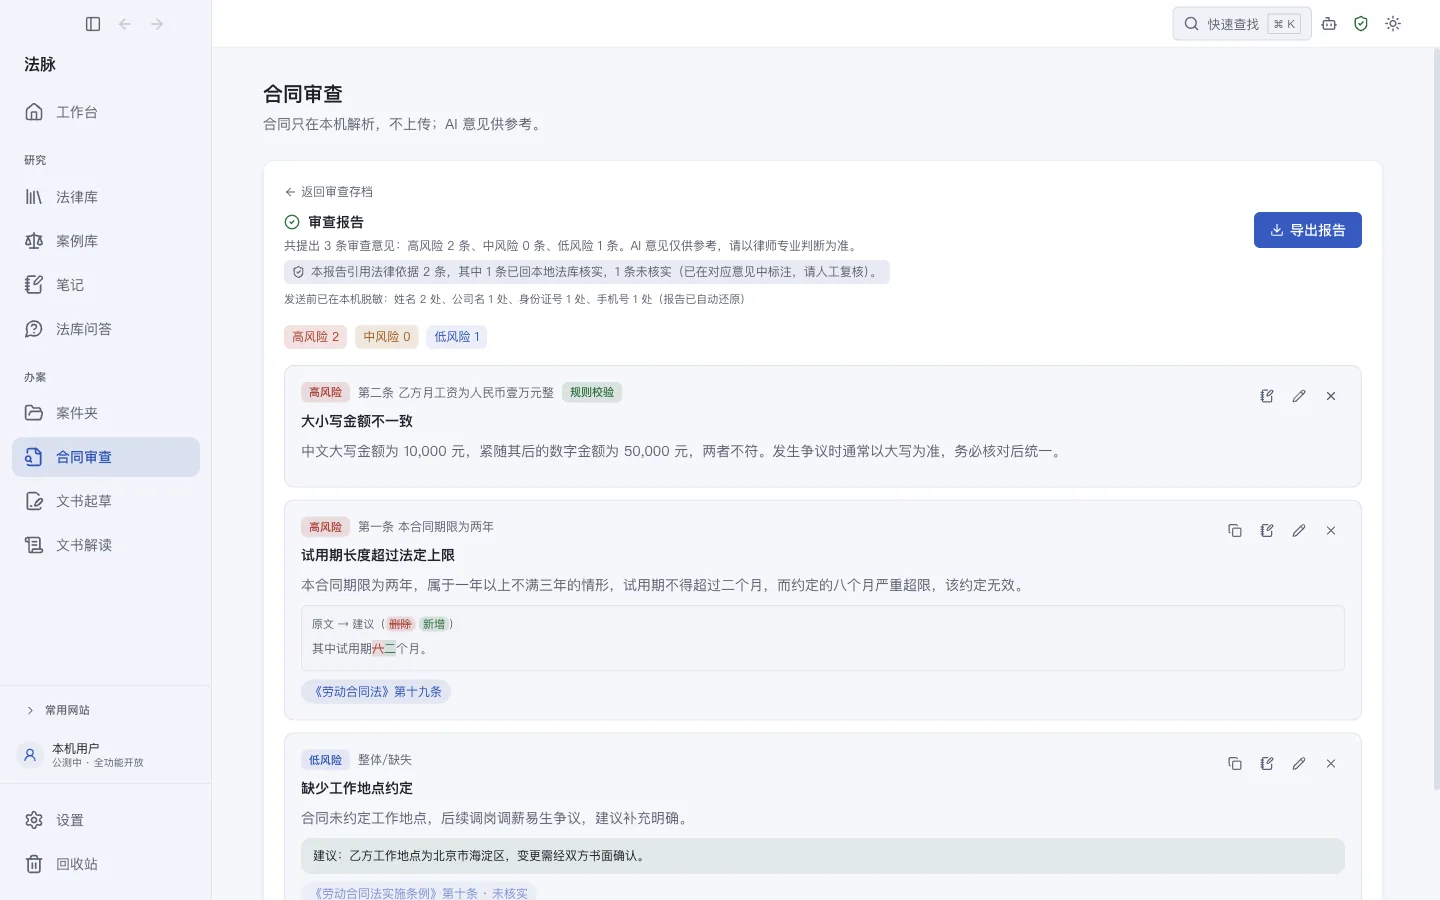 快速查找 ⌘ K
法脉
工作台
研究
法律库
案例库
笔记
法库问答
办案
案件夹
合同审查
文书起草
文书解读
常用网站
本机用户
公测中 · 全功能开放
设置
回收站
合同审查
合同只在本机解析，不上传；AI 意见供参考。
← 返回审查存档
审查报告
导出报告
共提出 3 条审查意见：高风险 2 条、中风险 0 条、低风险 1 条。AI 意见仅供参考，请以律师专业判断为准。
本报告引用法律依据 2 条，其中 1 条已回本地法库核实，1 条未核实（已在对应意见中标注，请人工复核）。
发送前已在本机脱敏：姓名 2 处、公司名 1 处、身份证号 1 处、手机号 1 处（报告已自动还原）
高风险 2 中风险 0 低风险 1
高风险 第二条 乙方月工资为人民币壹万元整 规则校验
大小写金额不一致
中文大写金额为 10,000 元，紧随其后的数字金额为 50,000 元，两者不符。发生争议时通常以大写为准，务必核对后统一。
高风险 第一条 本合同期限为两年
试用期长度超过法定上限
本合同期限为两年，属于一年以上不满三年的情形，试用期不得超过二个月，而约定的八个月严重超限，该约定无效。
原文 → 建议（删除 新增）
其中试用期八二个月。
《劳动合同法》第十九条
低风险 整体/缺失
缺少工作地点约定
合同未约定工作地点，后续调岗调薪易生争议，建议补充明确。
建议：乙方工作地点为北京市海淀区，变更需经双方书面确认。
《劳动合同法实施条例》第十条 · 未核实